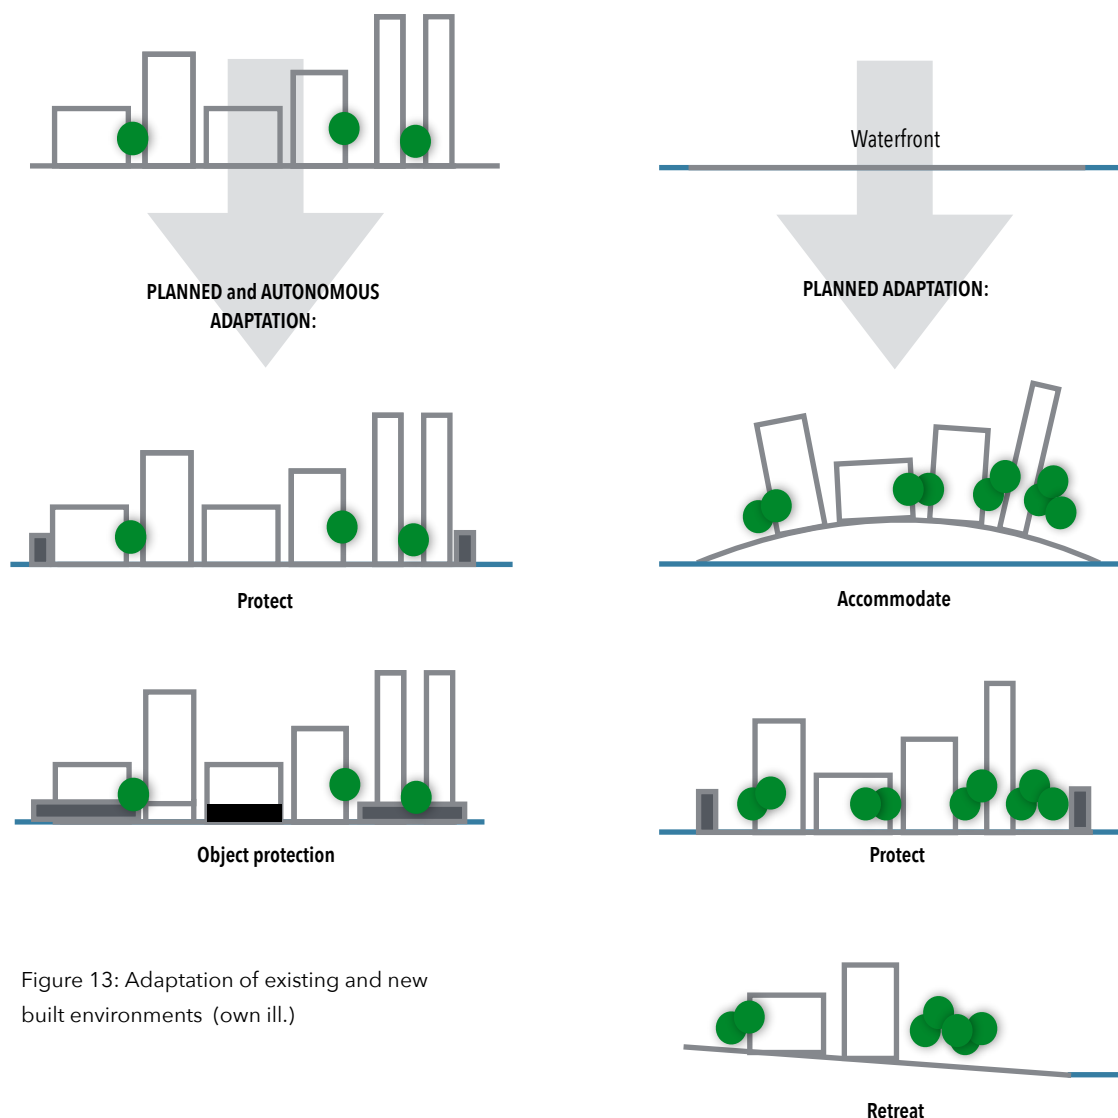 PLANNED and AUTONOMOUS
ADAPTATION:
Protect
Object protection
Waterfront
PLANNED ADAPTATION:
Accommodate
Protect
Retreat
Figure 13: Adaptation of existing and new
built environments (own ill.)